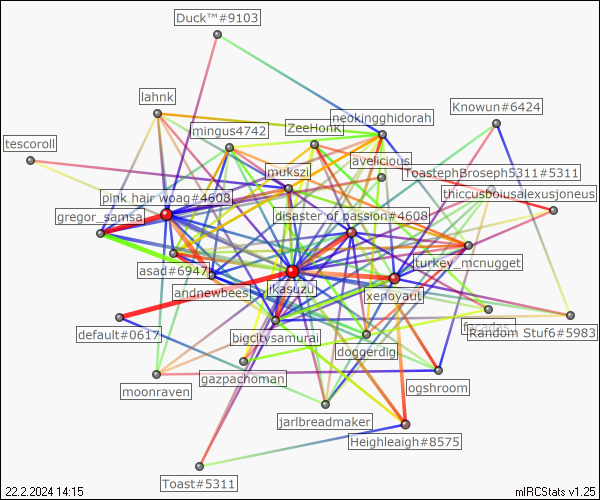 Duck™#9103
lahnk
neokingghidorah
Knowun#6424
mingus4742
ZeeHonk
tescoroll
avelicious
mukszil
ToastephBroseph5311#5311
pink hair woag#4608
thiccusboiusalexusjoneus
gregor_samsa
disaster of passion#4608
asad#6947
turkey_mcnugget
andnewbees
ikasuzu
xenoyaut
default#0617
bigcitysamurai
Random Stuf6#5983
doggerdig
gazpachoman
moonraven
ogshroom
jarlbreadmaker
Heighleaigh#8575
Toast#5311
22.2.2024 14:15
mIRCStats v1.25